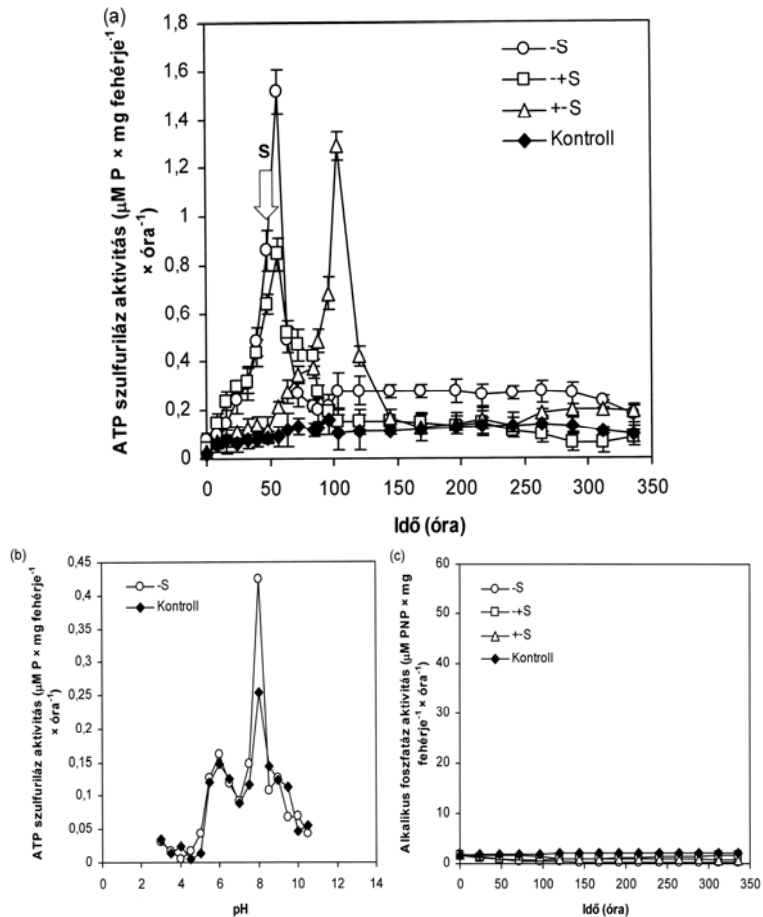 (a)
1,8
1,6
1,4
1,2
1
0,8
0,6
0,4
0,2
0
ATP szulfuriláz aktivitás (µM P × mg fehérje⁻¹
× óra⁻¹)
S
-S
-+S
+-S
Kontroll
0 50 100 150 200 250 300 350
Idő (óra)
(b)
0,45
0,4
0,35
0,3
0,25
0,2
0,15
0,1
0,05
0
ATP szulfuriláz aktivitás (µM P × mg fehérje⁻¹
× óra⁻¹)
-S
Kontroll
0 2 4 6 8 10 12 14
pH
(c)
60
50
40
30
20
10
0
Alkalikus foszfatáz aktivitás (µM PNP × mg
fehérje⁻¹ × óra⁻¹)
-S
-+S
+-S
Kontroll
0 50 100 150 200 250 300 350
Idő (óra)